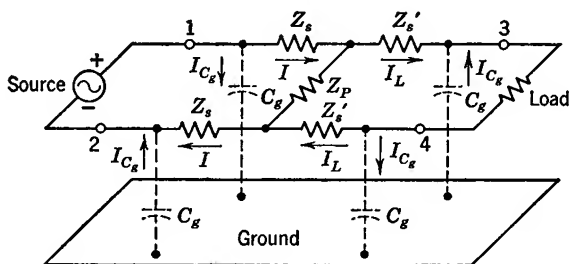 1
Z_s
Z_s'
3
+
I_{C_g}
I
I_L
I_{C_g}
Source
C_g
Z_P
C_g
Load
−
Z_s
Z_s'
2
I_{C_g}
I
I_L
4
I_{C_g}
C_g
C_g
Ground